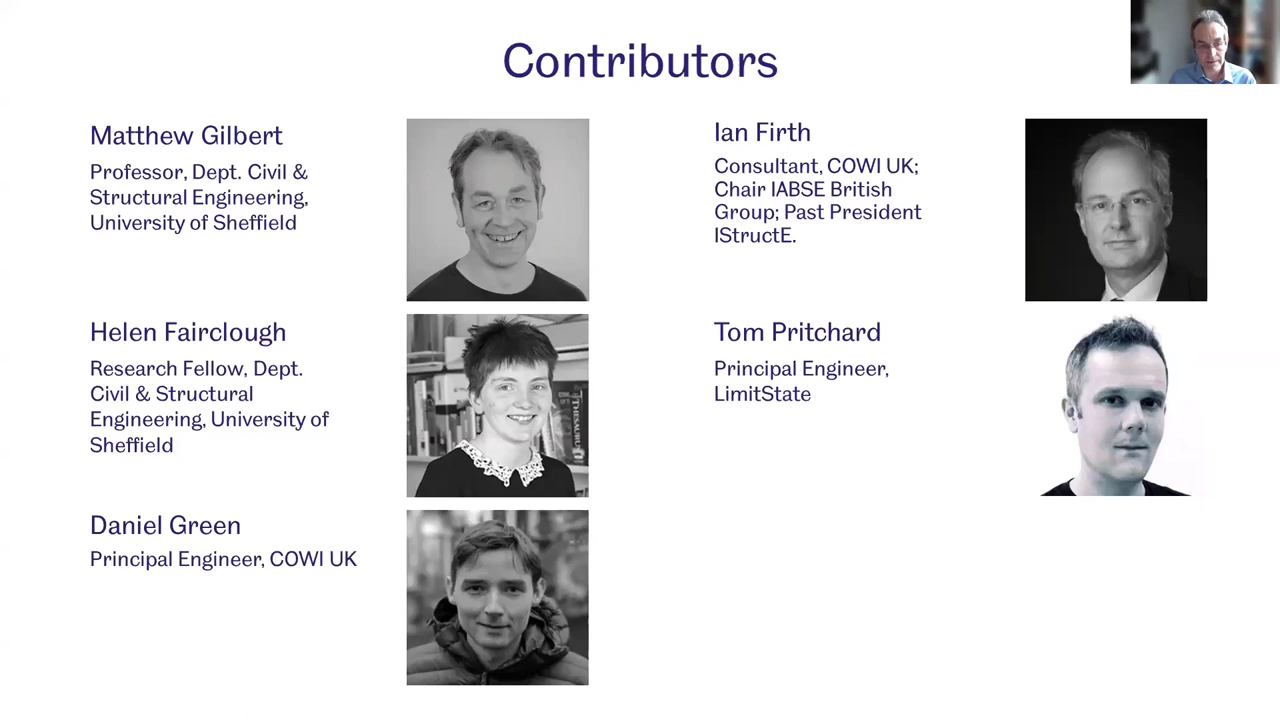 Contributors
Matthew Gilbert
Professor, Dept. Civil &
Structural Engineering,
University of Sheffield
Helen Fairclough
Research Fellow, Dept.
Civil & Structural
Engineering, University of
Sheffield
THESAURUS
Daniel Green
Principal Engineer, COWI UK
Ian Firth
Consultant, COWI UK;
Chair IABSE British
Group; Past President
IStructE.
Tom Pritchard
Principal Engineer,
LimitState